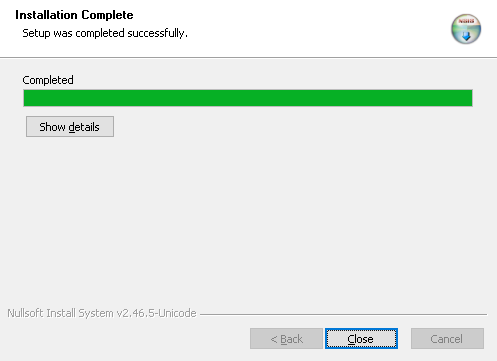 Installation Complete
Setup was completed successfully.
Completed
Show details
Nullsoft Install System v2.46.5-Unicode
< Back
Close
Cancel